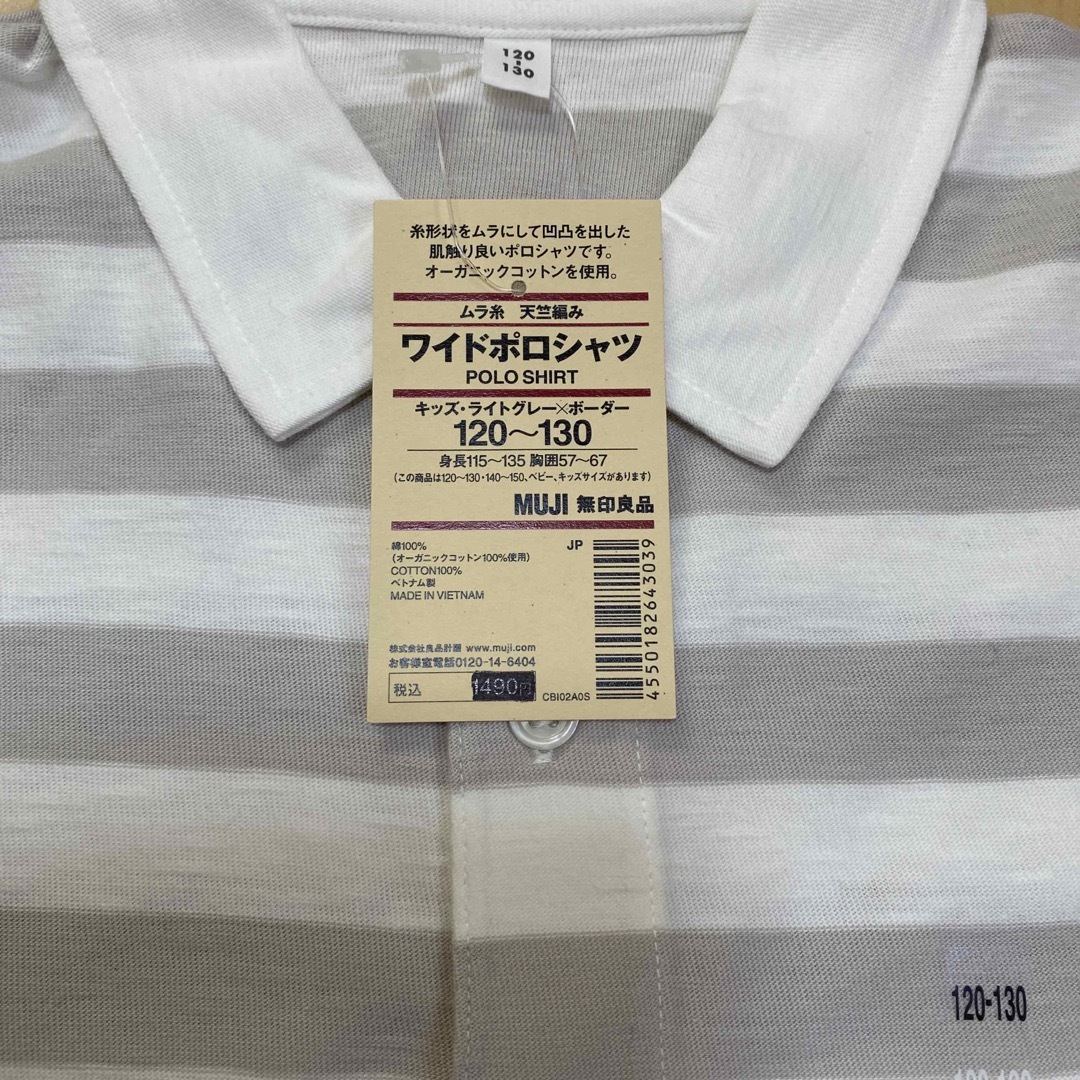 120
130
糸形状をムラにして凹凸を出した
肌触り良いポロシャツです。
オーガニックコットンを使用。
ムラ糸 天竺編み
ワイドポロシャツ
POLO SHIRT
キッズ・ライトグレー×ボーダー
120〜130
身長115〜135 胸囲57〜67
(この商品は120〜130・140〜150、ベビー、キッズサイズがあります)
MUJI 無印良品
綿100%
(オーガニックコットン100%使用)
COTTON100%
ベトナム製
MADE IN VIETNAM
JP
4550182643039
株式会社良品計画 www.muji.com
お客様室電話0120-14-6404
税込 1490円
CBI02A0S
120-130